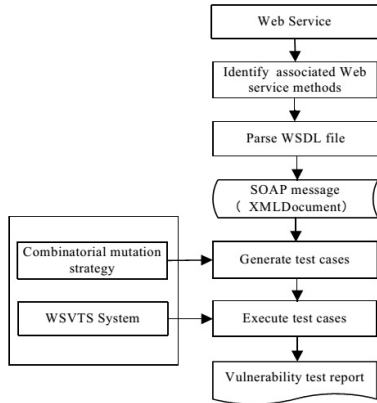 Web Service
Identify associated Web
service methods
Parse WSDL file
SOAP message
( XMLDocument)
Combinatorial mutation
strategy
Generate test cases
WSVTS System
Execute test cases
Vulnerability test report